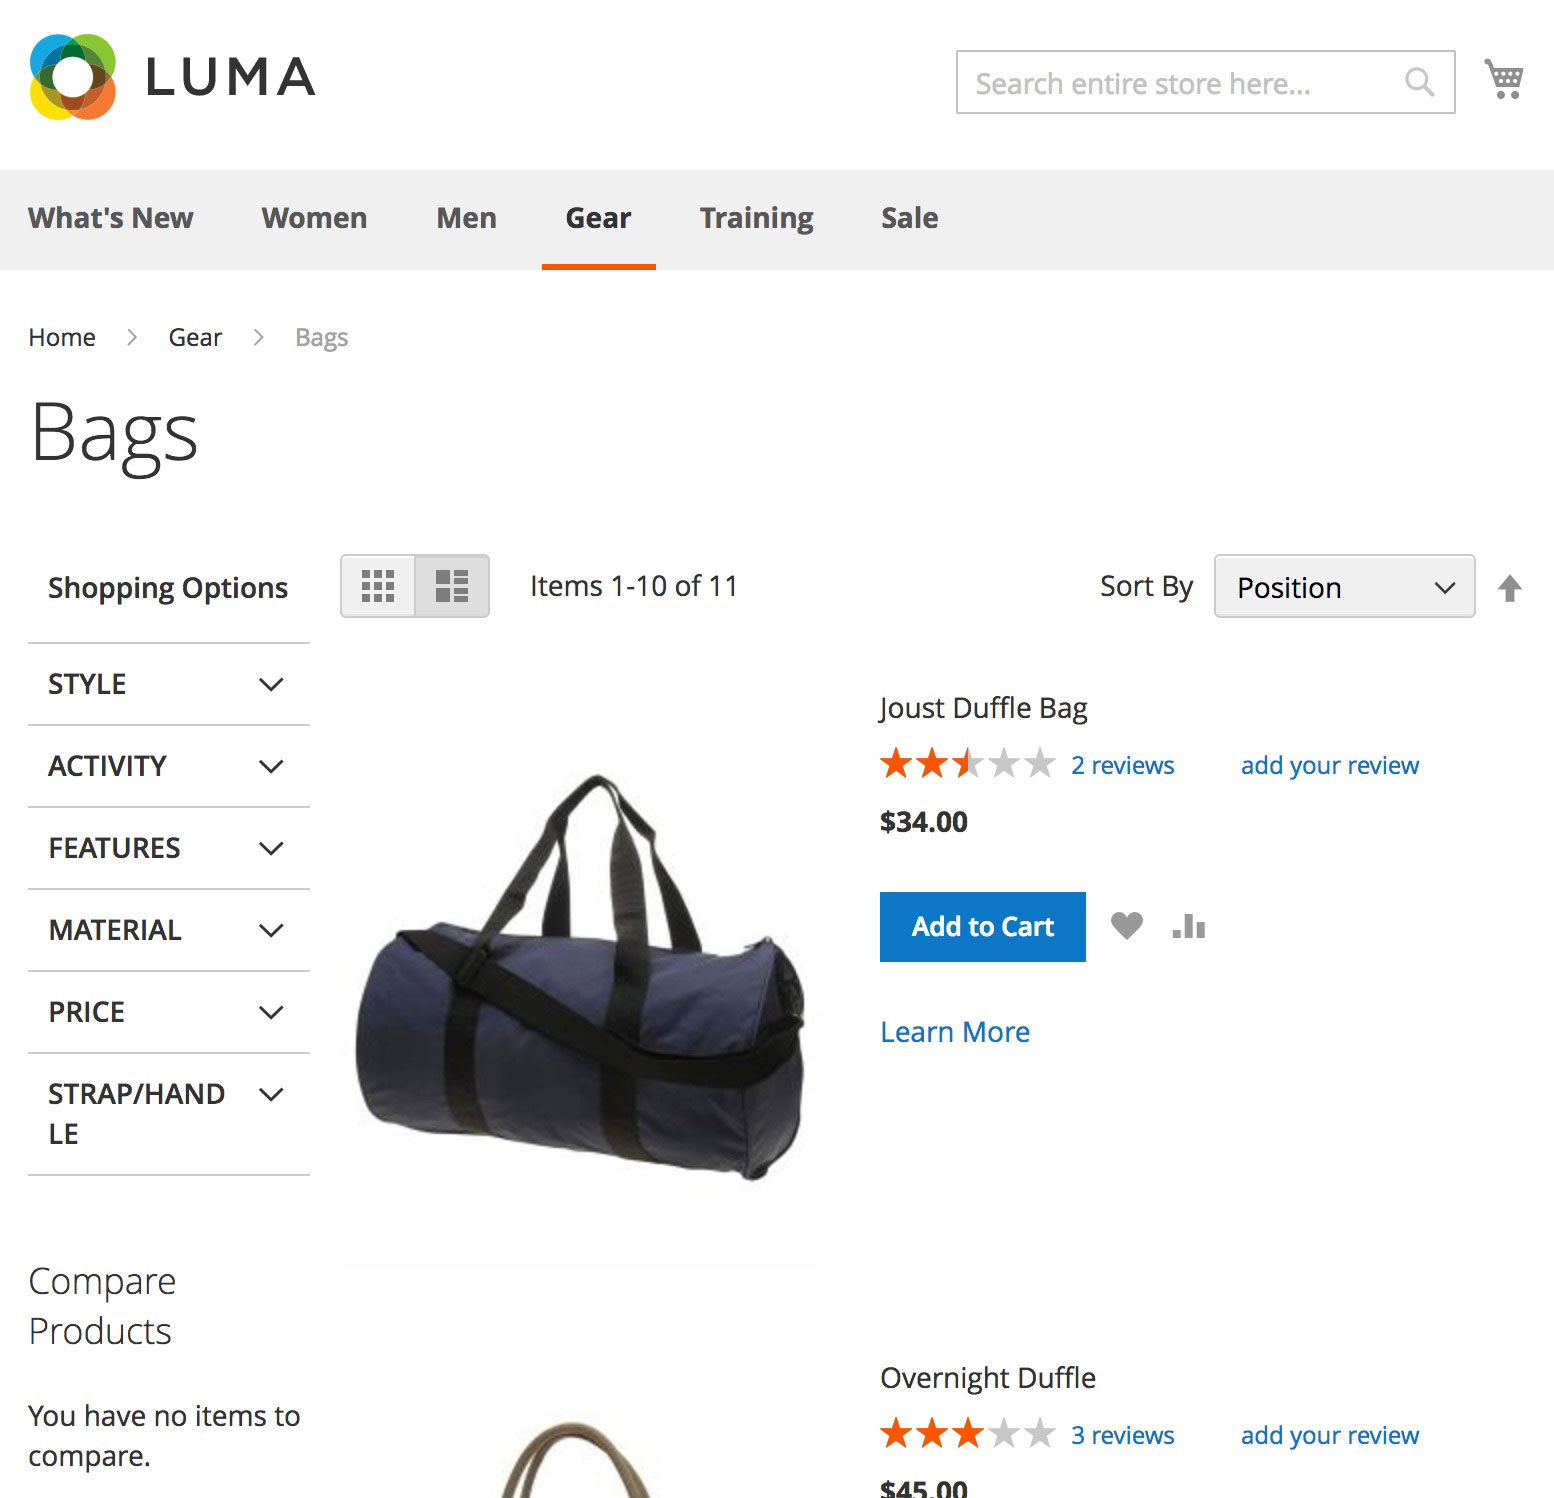 LUMA
Search entire store here...
What's New Women Men Gear Training Sale
Home Gear Bags
Bags
Shopping Options
STYLE
ACTIVITY
FEATURES
MATERIAL
PRICE
STRAP/HAND
LE
Compare
Products
You have no items to
compare.
Items 1-10 of 11
Sort By Position
Joust Duffle Bag
2 reviews add your review
$34.00
Add to Cart
Learn More
Overnight Duffle
3 reviews add your review
$45.00